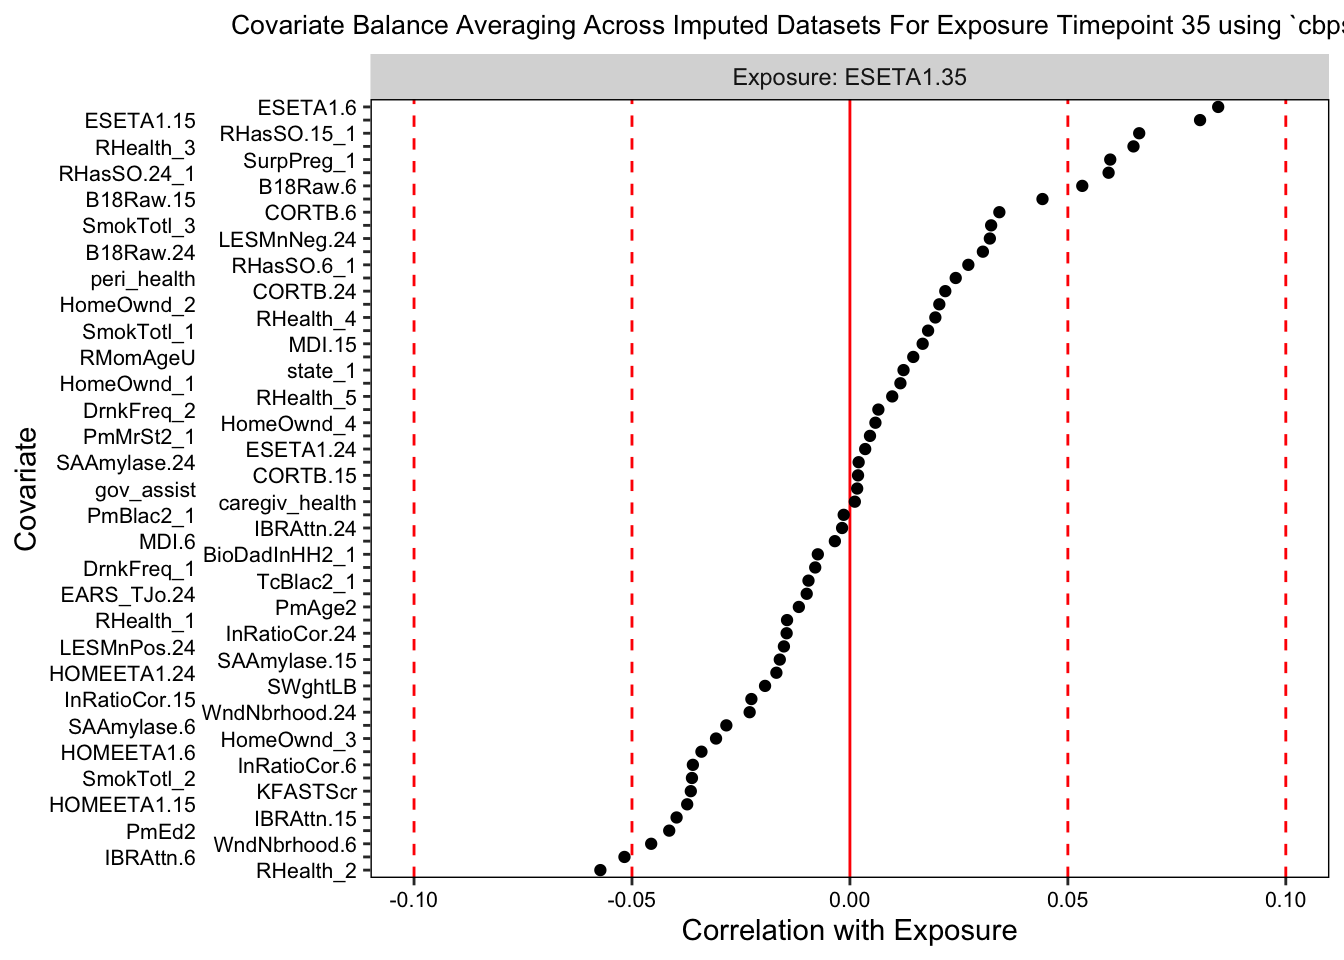 Covariate Balance Averaging Across Imputed Datasets For Exposure Timepoint 35 using `cbps
Exposure: ESETA1.35
ESETA1.6
ESETA1.15
RHasSO.15_1
RHealth_3
SurpPreg_1
RHasSO.24_1
B18Raw.6
B18Raw.15
CORTB.6
SmokTotl_3
LESMnNeg.24
B18Raw.24
RHasSO.6_1
peri_health
CORTB.24
HomeOwnd_2
RHealth_4
SmokTotl_1
MDI.15
RMomAgeU
state_1
HomeOwnd_1
RHealth_5
DrnkFreq_2
HomeOwnd_4
PmMrSt2_1
ESETA1.24
SAAmylase.24
CORTB.15
gov_assist
caregiv_health
PmBlac2_1
IBRAttn.24
MDI.6
BioDadInHH2_1
DrnkFreq_1
TcBlac2_1
EARS_TJo.24
PmAge2
RHealth_1
InRatioCor.24
LESMnPos.24
SAAmylase.15
HOMEETA1.24
SWghtLB
InRatioCor.15
WndNbrhood.24
SAAmylase.6
HomeOwnd_3
HOMEETA1.6
InRatioCor.6
SmokTotl_2
KFASTScr
HOMEETA1.15
IBRAttn.15
PmEd2
WndNbrhood.6
IBRAttn.6
RHealth_2
Covariate
-0.10 -0.05 0.00 0.05 0.10
Correlation with Exposure